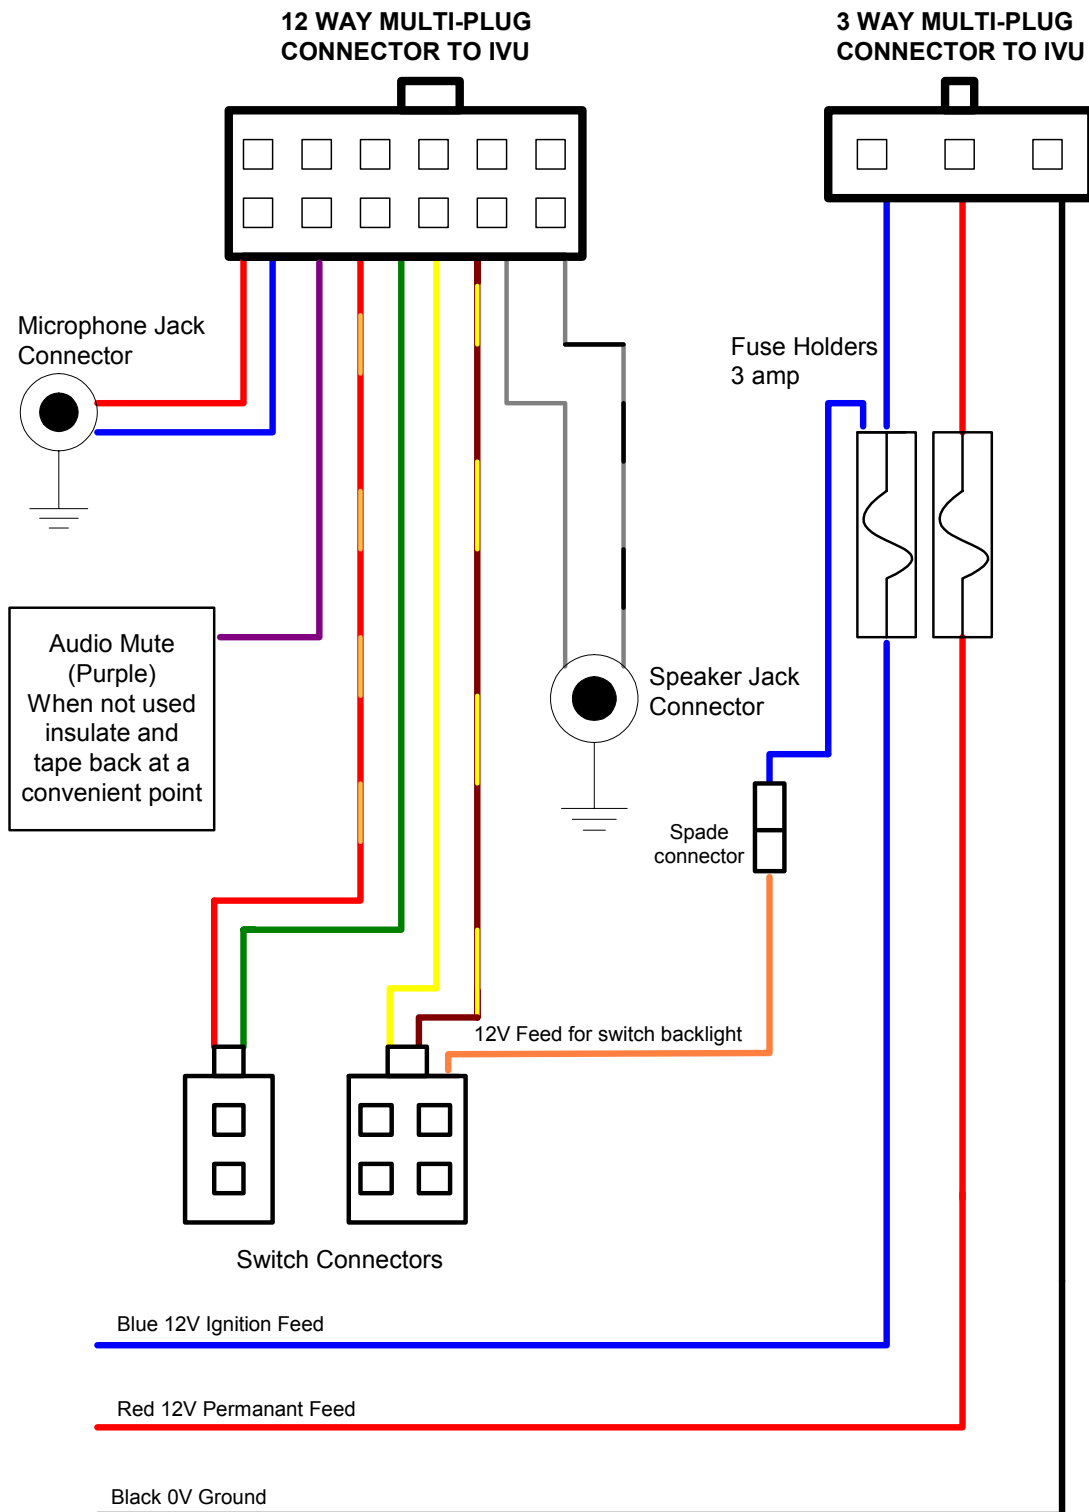 12 WAY MULTI-PLUG
CONNECTOR TO IVU
3 WAY MULTI-PLUG
CONNECTOR TO IVU
Microphone Jack
Connector
Fuse Holders
3 amp
Audio Mute
(Purple)
When not used
insulate and
tape back at a
convenient point
Speaker Jack
Connector
Spade
connector
12V Feed for switch backlight
Switch Connectors
Blue 12V Ignition Feed
Red 12V Permanant Feed
Black 0V Ground